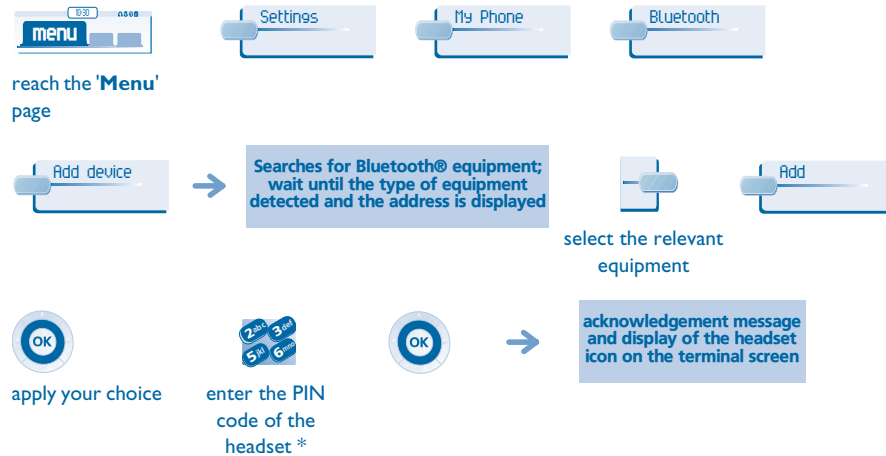 10:30
menu
Settings
My Phone
Bluetooth
reach the 'Menu'
page
Add device
Searches for Bluetooth® equipment;
wait until the type of equipment
detected and the address is displayed
select the relevant
equipment
Add
OK
apply your choice
2abc 3def
5jkl 6mno
enter the PIN
code of the
headset *
OK
acknowledgement message
and display of the headset
icon on the terminal screen